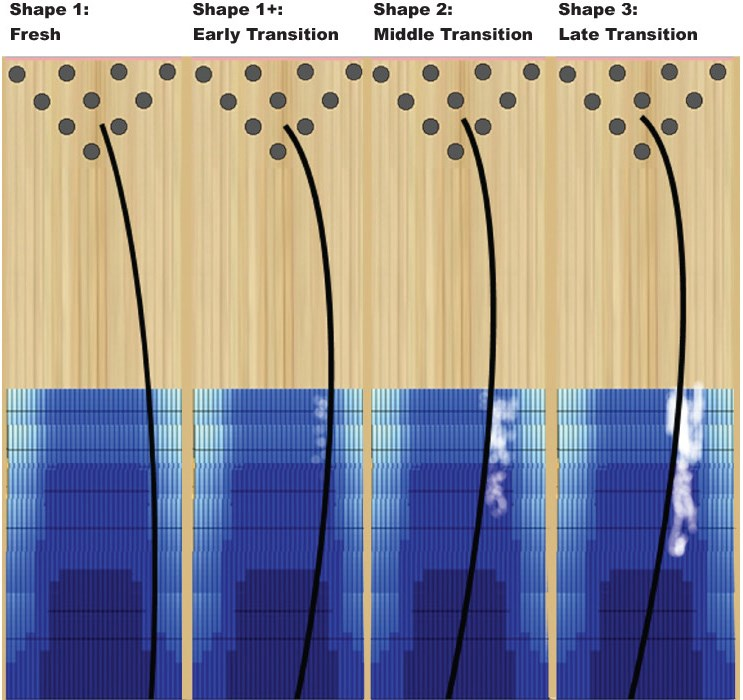 Shape 1:
Fresh
Shape 1+:
Early Transition
Shape 2:
Middle Transition
Shape 3:
Late Transition